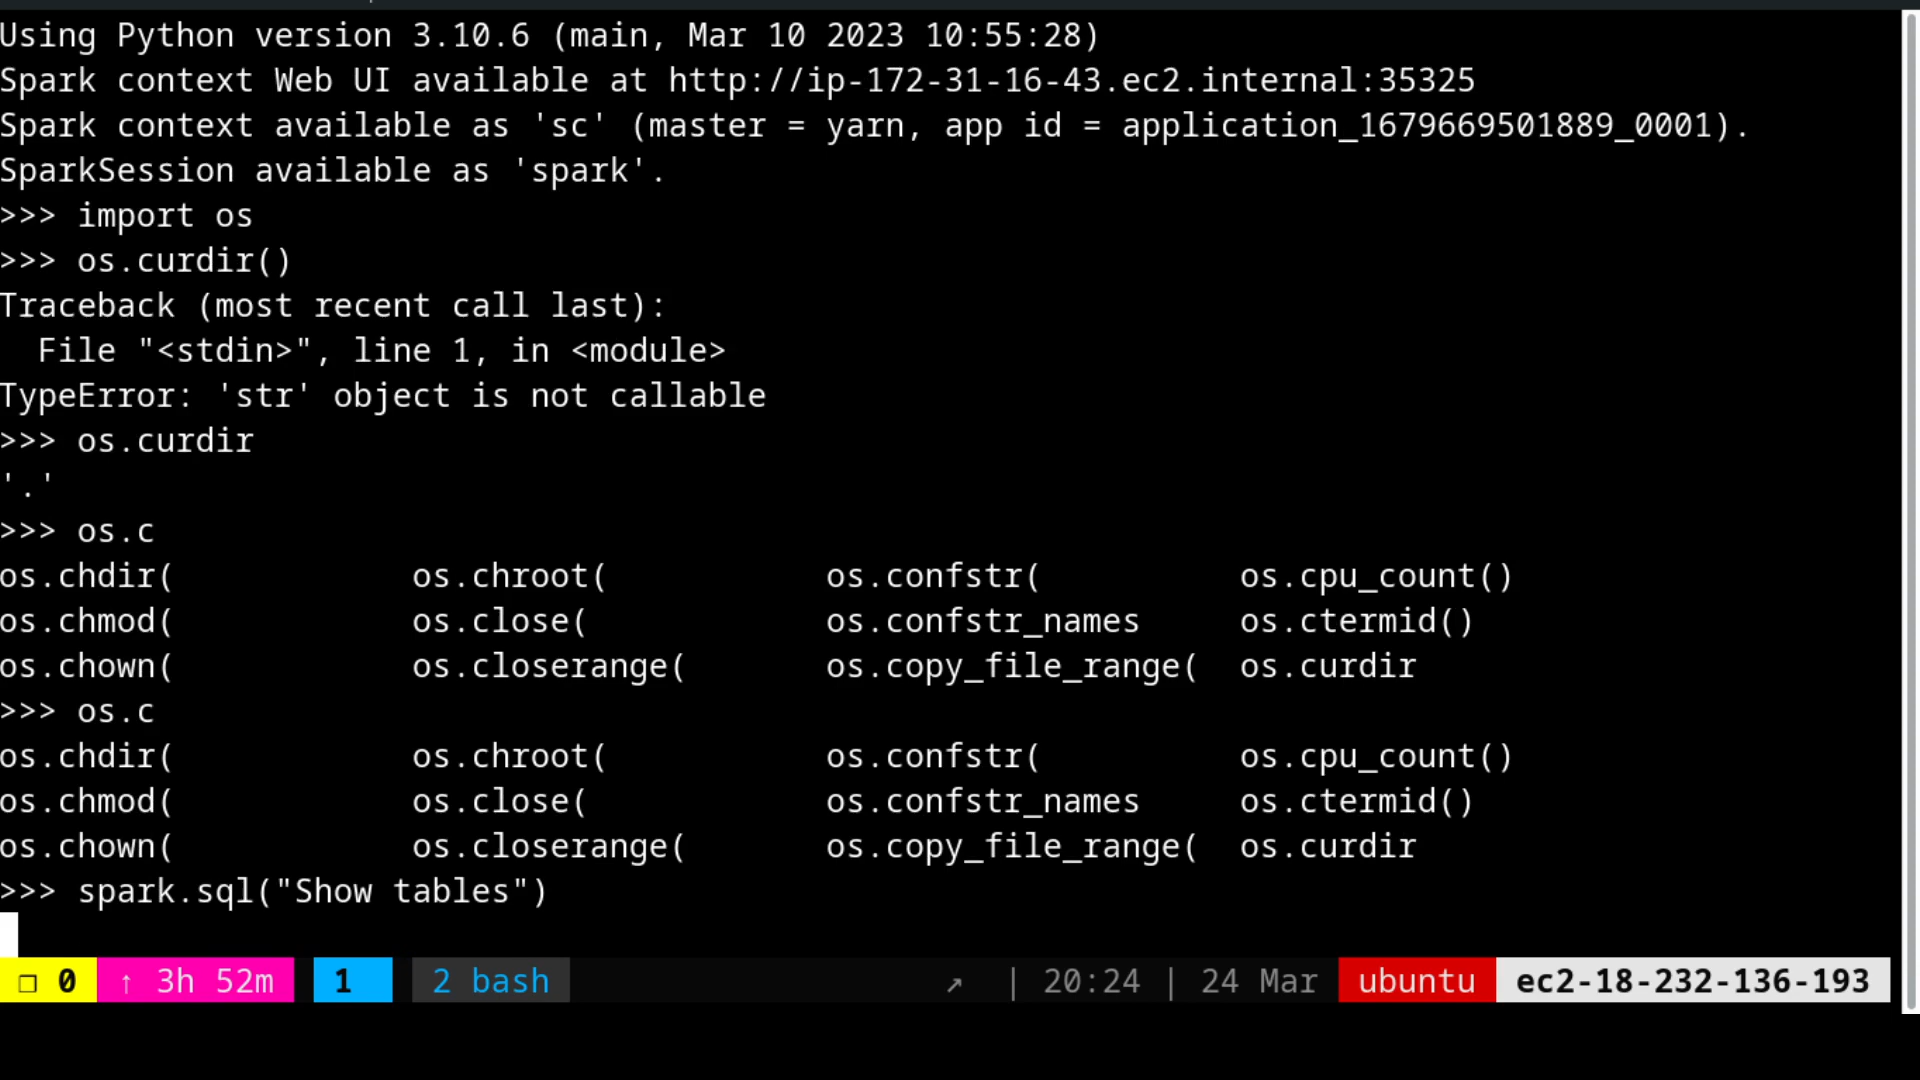 Using Python version 3.10.6 (main, Mar 10 2023 10:55:28)
Spark context Web UI available at http://ip-172-31-16-43.ec2.internal:35325
Spark context available as 'sc' (master = yarn, app id = application_1679669501889_0001).
SparkSession available as 'spark'.
>>> import os
>>> os.curdir()
Traceback (most recent call last):
  File "<stdin>", line 1, in <module>
TypeError: 'str' object is not callable
>>> os.curdir
'.'
>>> os.c
os.chdir(            os.chroot(           os.confstr(          os.cpu_count()
os.chmod(            os.close(            os.confstr_names     os.ctermid()
os.chown(            os.closerange(       os.copy_file_range(  os.curdir
>>> os.c
os.chdir(            os.chroot(           os.confstr(          os.cpu_count()
os.chmod(            os.close(            os.confstr_names     os.ctermid()
os.chown(            os.closerange(       os.copy_file_range(  os.curdir
>>> spark.sql("Show tables")
❐ 0  ↑ 3h 52m  1  2 bash  ↗ | 20:24 | 24 Mar  ubuntu  ec2-18-232-136-193